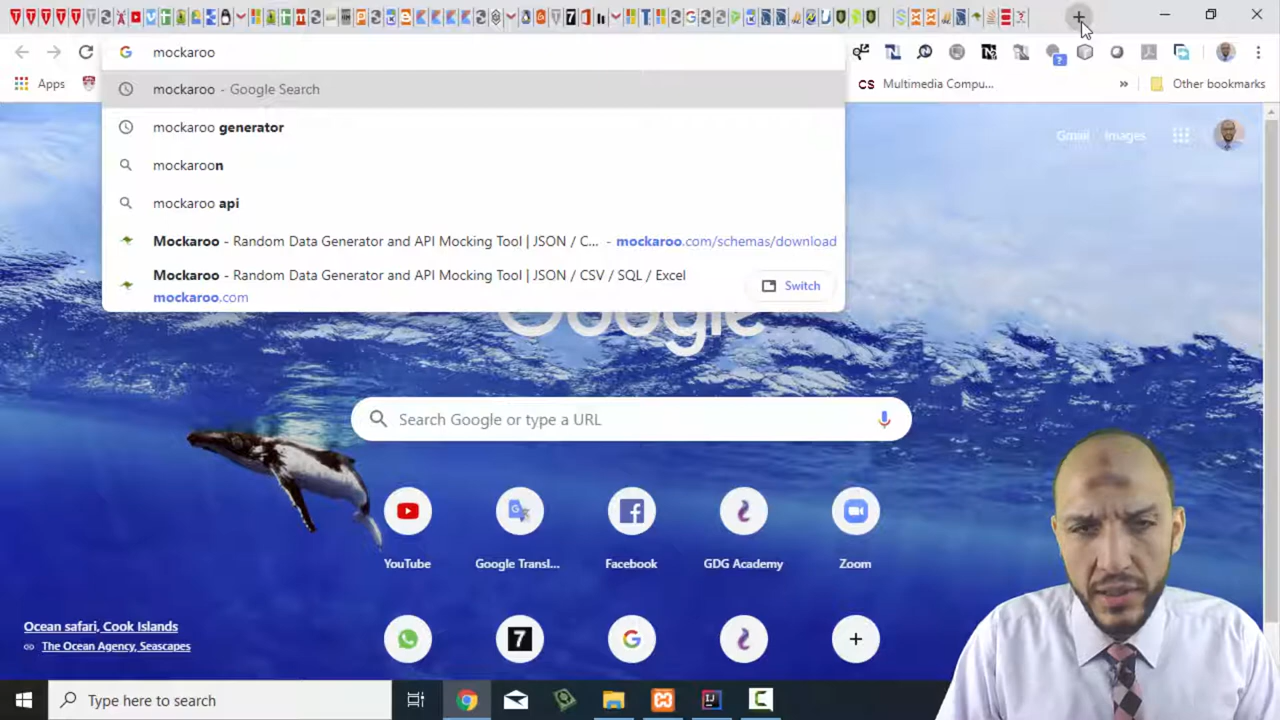 mockaroo
Apps
Multimedia Compu...
»
Other bookmarks
mockaroo - Google Search
mockaroo generator
mockaroon
mockaroo api
Mockaroo - Random Data Generator and API Mocking Tool | JSON / C... - mockaroo.com/schemas/download
Mockaroo - Random Data Generator and API Mocking Tool | JSON / CSV / SQL / Excel
mockaroo.com
Switch
Gmail Images
Google
Search Google or type a URL
YouTube
Google Transl...
Facebook
GDG Academy
Zoom
Ocean safari, Cook Islands
The Ocean Agency, Seascapes
Type here to search